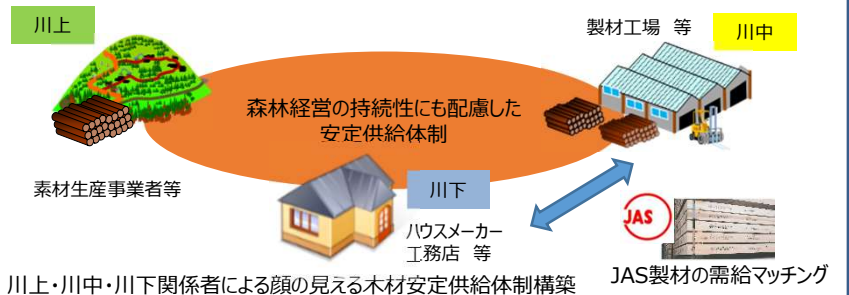 川上
製材工場 等
川中
森林経営の持続性にも配慮した
安定供給体制
素材生産事業者等
川下
ハウスメーカー
工務店 等
JAS
川上・川中・川下関係者による顔の見える木材安定供給体制構築
JAS製材の需給マッチング